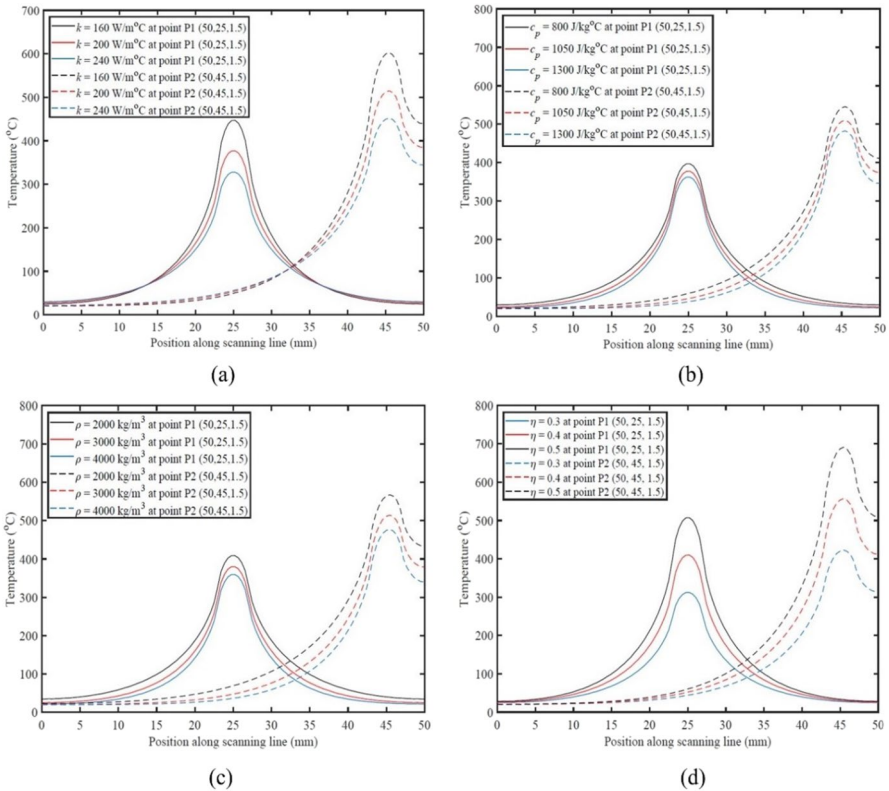 700
600
500
400
300
200
100
0
Temperature (°C)
k = 160 W/m°C at point P1 (50,25,1.5)
k = 200 W/m°C at point P1 (50,25,1.5)
k = 240 W/m°C at point P1 (50,25,1.5)
k = 160 W/m°C at point P2 (50,45,1.5)
k = 200 W/m°C at point P2 (50,45,1.5)
k = 240 W/m°C at point P2 (50,45,1.5)
0 5 10 15 20 25 30 35 40 45 50
Position along scanning line (mm)
(a)
800
700
600
500
400
300
200
100
0
Temperature (°C)
c_p = 800 J/kg°C at point P1 (50,25,1.5)
c_p = 1050 J/kg°C at point P1 (50,25,1.5)
c_p = 1300 J/kg°C at point P1 (50,25,1.5)
c_p = 800 J/kg°C at point P2 (50,45,1.5)
c_p = 1050 J/kg°C at point P2 (50,45,1.5)
c_p = 1300 J/kg°C at point P2 (50,45,1.5)
0 5 10 15 20 25 30 35 40 45 50
Position along scanning line (mm)
(b)
800
700
600
500
400
300
200
100
0
Temperature (°C)
ρ = 2000 kg/m³ at point P1 (50,25,1.5)
ρ = 3000 kg/m³ at point P1 (50,25,1.5)
ρ = 4000 kg/m³ at point P1 (50,25,1.5)
ρ = 2000 kg/m³ at point P2 (50,45,1.5)
ρ = 3000 kg/m³ at point P2 (50,45,1.5)
ρ = 4000 kg/m³ at point P2 (50,45,1.5)
0 5 10 15 20 25 30 35 40 45 50
Position along scanning line (mm)
(c)
800
700
600
500
400
300
200
100
0
Temperature (°C)
η = 0.3 at point P1 (50, 25, 1.5)
η = 0.4 at point P1 (50, 25, 1.5)
η = 0.5 at point P1 (50, 25, 1.5)
η = 0.3 at point P2 (50, 45, 1.5)
η = 0.4 at point P2 (50, 45, 1.5)
η = 0.5 at point P2 (50, 45, 1.5)
0 5 10 15 20 25 30 35 40 45 50
Position along scanning line (mm)
(d)